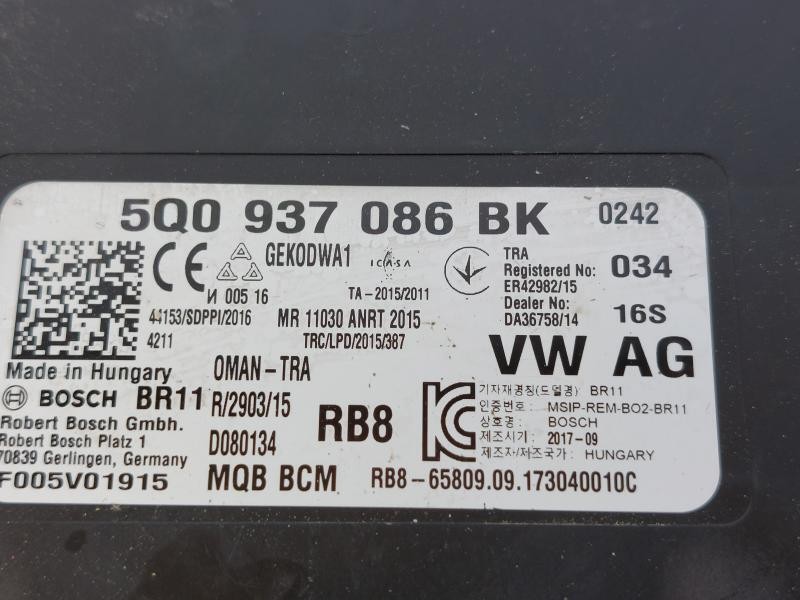 5Q0 937 086 BK 0242
CE GEKODWA1 ICASA TRA 034
Registered No:
ER42982/15
И 005 16 TA-2015/2011 Dealer No: 16S
DA36758/14
44153/SDPPI/2016 MR 11030 ANRT 2015
4211 TRC/LPD/2015/387 VW AG
Made in Hungary OMAN-TRA
BOSCH BR11 R/2903/15 RB8
Robert Bosch Gmbh.
Robert Bosch Platz 1 D080134
70839 Gerlingen, Germany
F005V01915 MQB BCM RB8-65809.09.173040010C
기자재명칭(모델명) : BR11
인증번호: MSIP-REM-BO2-BR11
상호명: BOSCH
제조시기: 2017-09
제조자/제조국가: HUNGARY